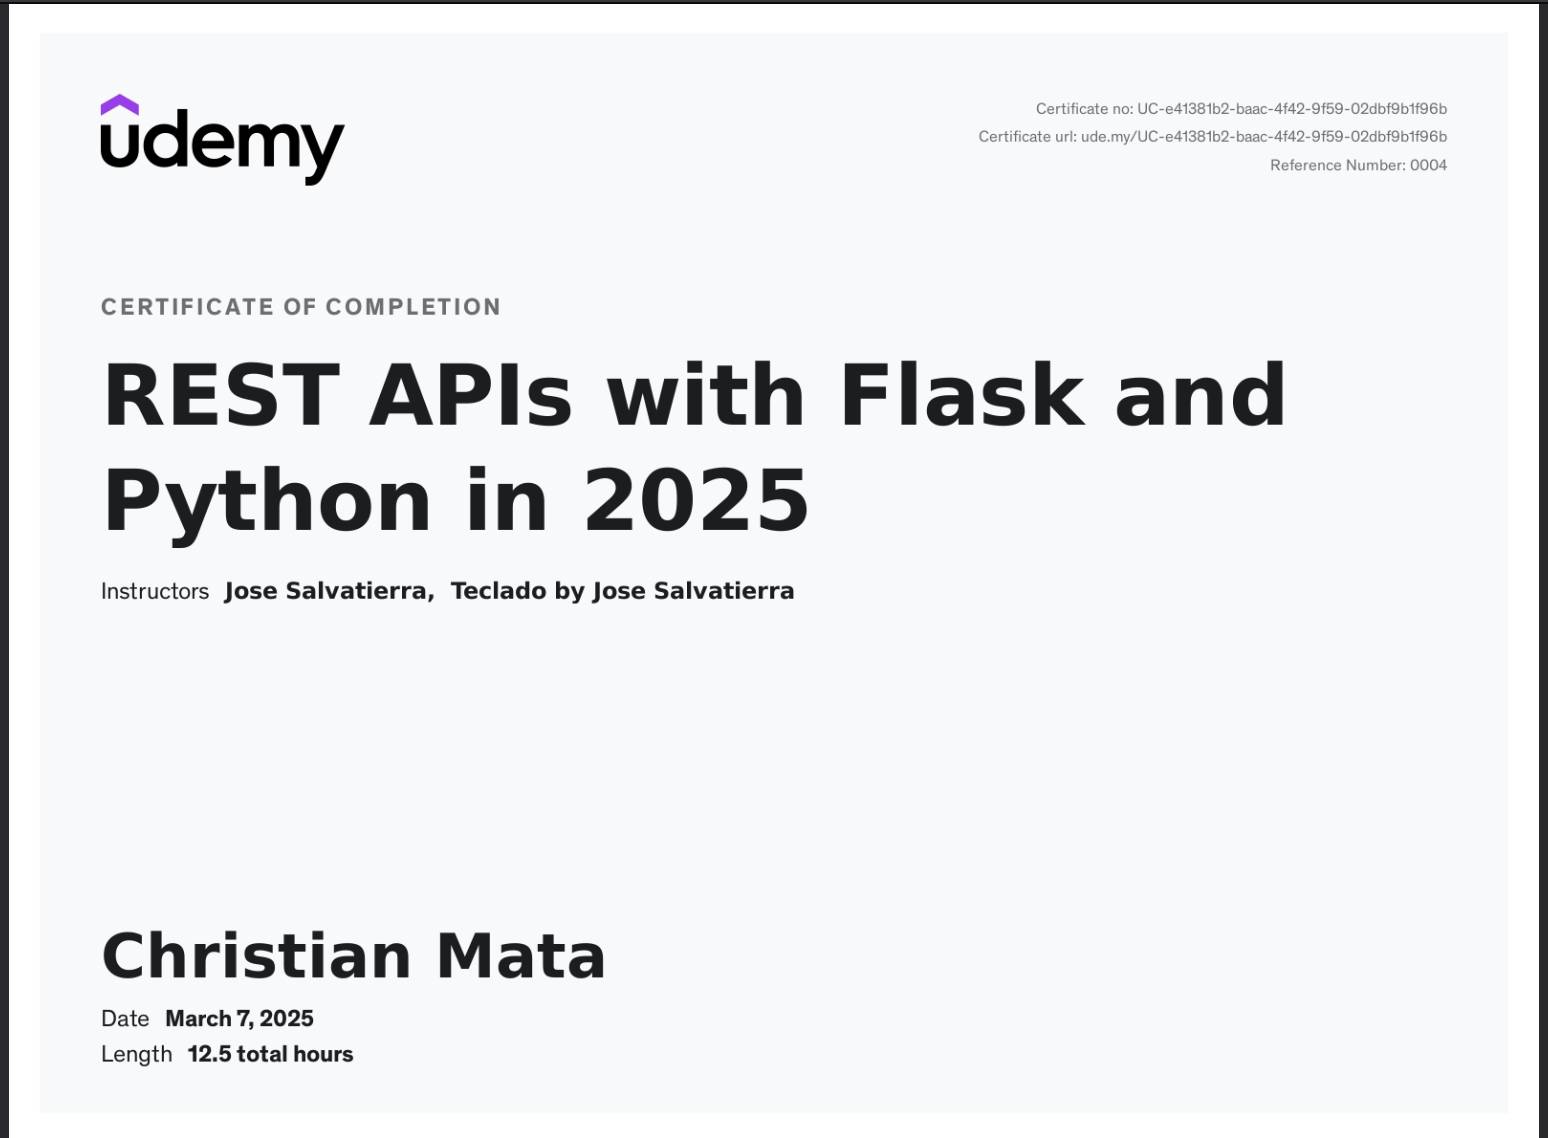 udemy
Certificate no: UC-e41381b2-baac-4f42-9f59-02dbf9b1f96b
Certificate url: ude.my/UC-e41381b2-baac-4f42-9f59-02dbf9b1f96b
Reference Number: 0004
CERTIFICATE OF COMPLETION
REST APIs with Flask and
Python in 2025
Instructors Jose Salvatierra, Teclado by Jose Salvatierra
Christian Mata
Date March 7, 2025
Length 12.5 total hours